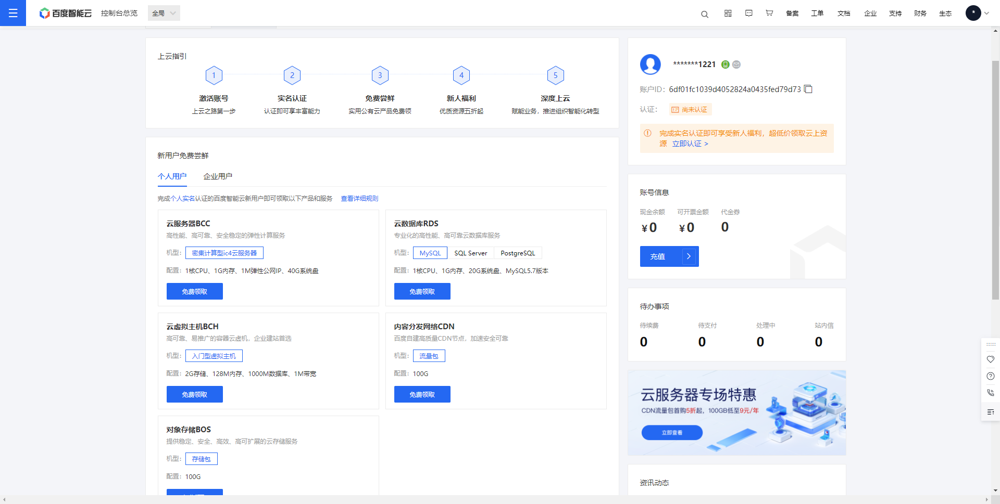 百度智能云
控制台总览
全局
备案
工单
文档
企业
支持
财务
生态
*
上云指引
1
2
3
4
5
激活账号
实名认证
免费尝鲜
新人福利
深度上云
上云之路第一步
认证即可享丰富能力
实用公有云产品免费领
优质资源五折起
赋能业务，推进组织智能化转型
新用户免费尝鲜
个人用户
企业用户
完成个人实名认证的百度智能云新用户即可领取以下产品和服务 查看详细规则
云服务器BCC
高性能、高可靠、安全稳定的弹性计算服务
机型： 密集计算型ic4云服务器
配置： 1核CPU、1G内存、1M弹性公网IP、40G系统盘
免费领取
云数据库RDS
专业化的高性能、高可靠云数据库服务
机型： MySQL SQL Server PostgreSQL
配置： 1核CPU、1G内存、20G系统盘、MySQL5.7版本
免费领取
云虚拟主机BCH
高可靠、易推广的容器云虚机，企业建站首选
机型： 入门型虚拟主机
配置： 2G存储、128M内存、1000M数据库、1M带宽
免费领取
内容分发网络CDN
百度自建高质量CDN节点，加速安全可靠
机型： 流量包
配置： 100G
免费领取
对象存储BOS
提供稳定、安全、高效、高可扩展的云存储服务
机型： 存储包
配置： 100G
*******1221
账户ID： 6df01fc1039d4052824a0435fed79d73
认证： 尚未认证
完成实名认证即可享受新人福利，超低价领取云上资
源 立即认证 >
账号信息
现金余额
可开票金额
代金券
¥0
¥0
0
充值
待办事项
待续费
待支付
处理中
站内信
0
0
0
0
云服务器专场特惠
CDN流量包首购5折起，100GB低至9元/年
立即查看
资讯动态